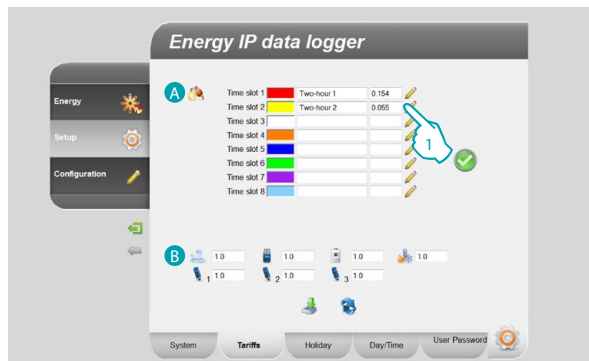 Energy IP data logger
Energy
Setup
Configuration
A
Time slot 1 Two-hour 1 0.154
Time slot 2 Two-hour 2 0.055
Time slot 3
Time slot 4
Time slot 5
Time slot 6
Time slot 7
Time slot 8
1
B 1.0 1.0 1.0 1.0
1 1.0 2 1.0 3 1.0
System Tariffs Holiday Day/Time User Password